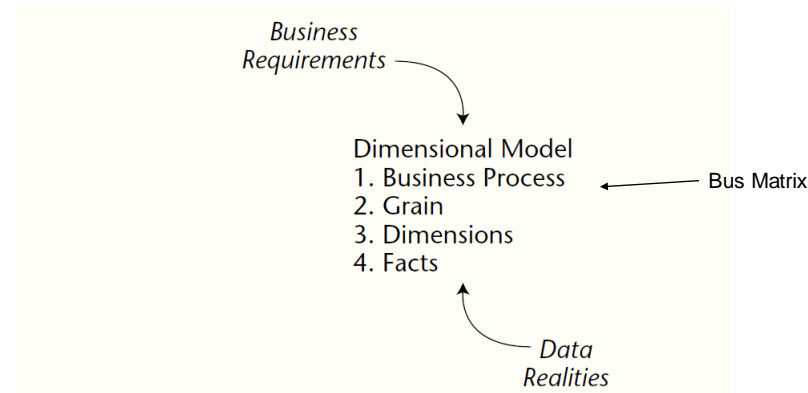 Business
Requirements
Dimensional Model
1. Business Process
2. Grain
3. Dimensions
4. Facts
Bus Matrix
Data
Realities